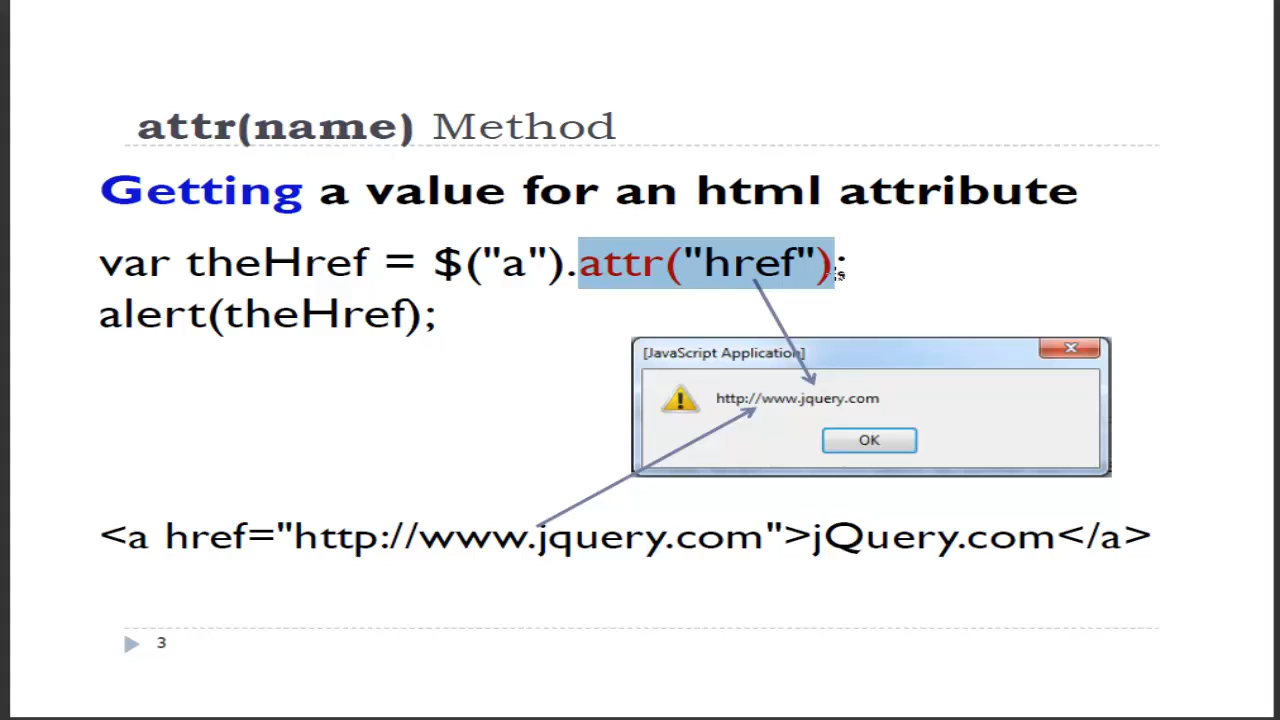 attr(name) Method
Getting a value for an html attribute
var theHref = $("a").attr("href");
alert(theHref);
[JavaScript Application]
http://www.jquery.com
OK
<a href="http://www.jquery.com">jQuery.com</a>
3